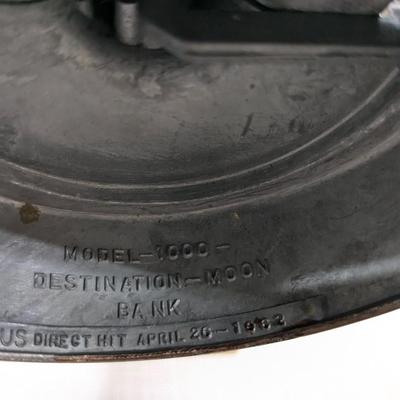 MODEL-1000-
DESTINATION-MOON
BANK
US DIRECT HIT APRIL 26-1962